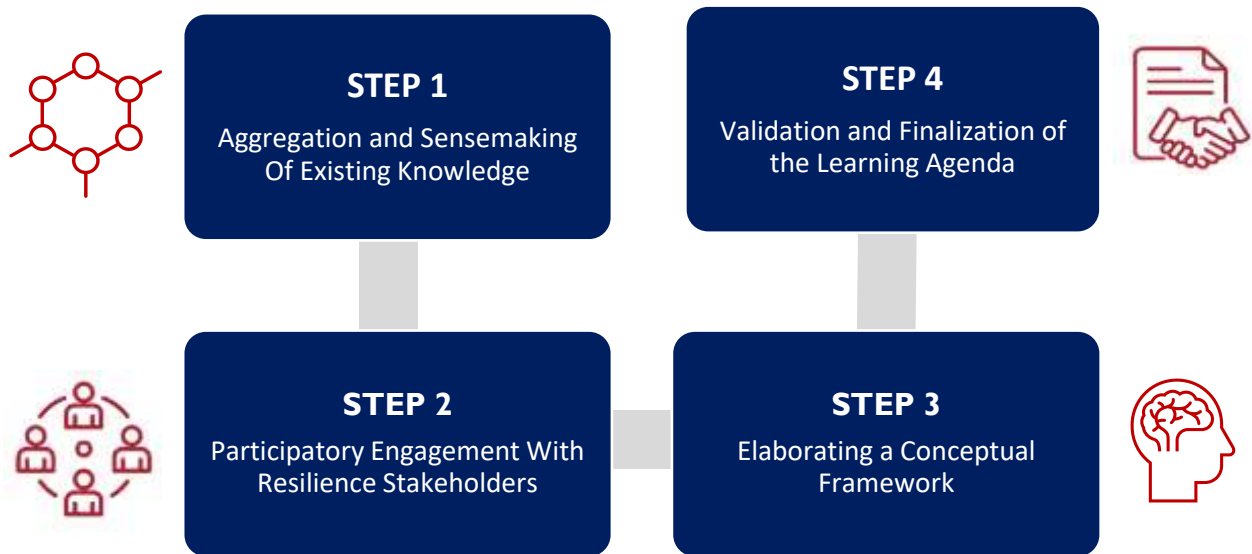 STEP 1
Aggregation and Sensemaking
Of Existing Knowledge
STEP 2
Participatory Engagement With
Resilience Stakeholders
STEP 3
Elaborating a Conceptual
Framework
STEP 4
Validation and Finalization of
the Learning Agenda